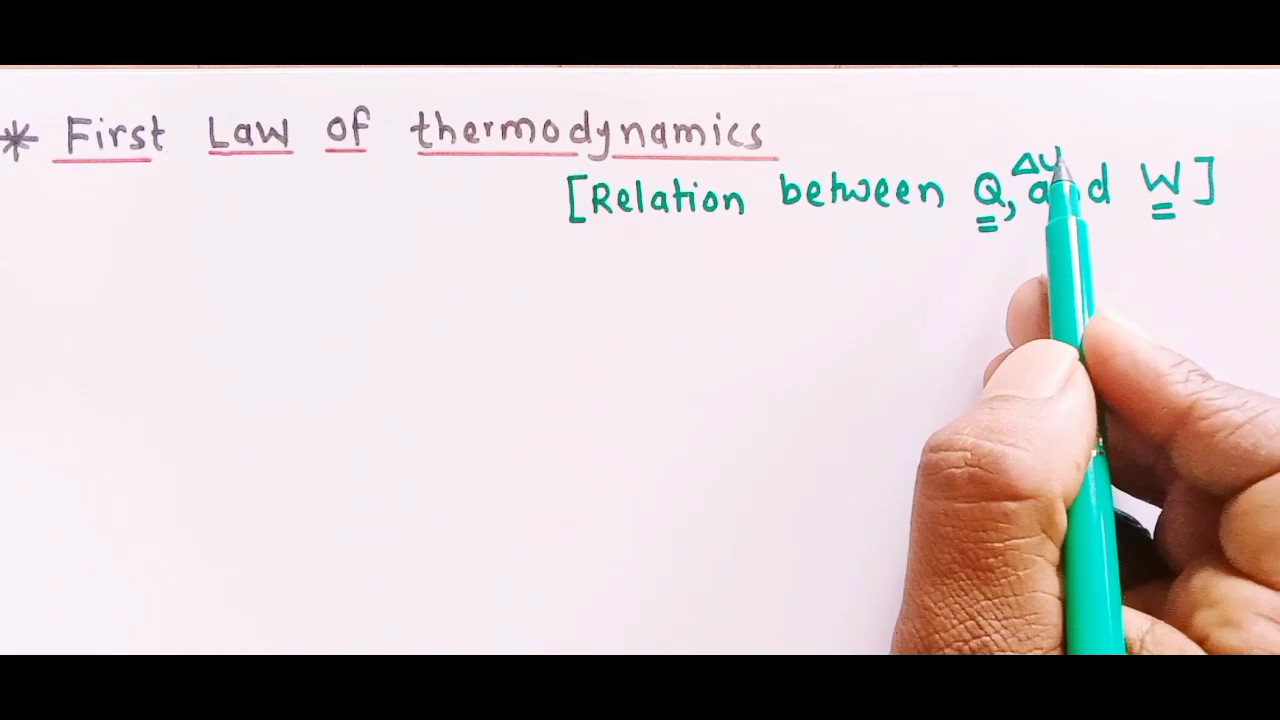 * First Law of thermodynamics
[Relation between Q, ΔU and W]